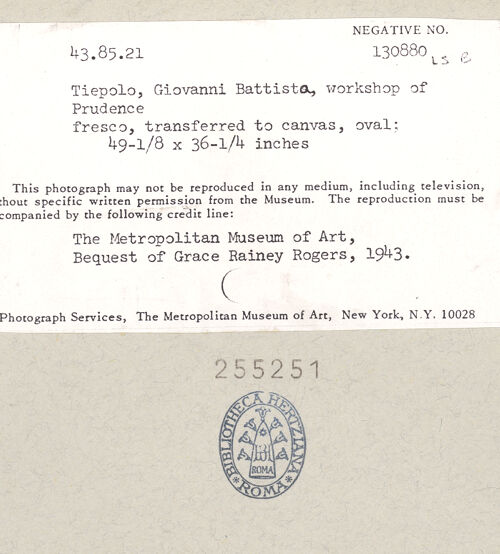 NEGATIVE NO.
43.85.21 130880 LS
Tiepolo, Giovanni Battista, workshop of
Prudence
fresco, transferred to canvas, oval:
49-1/8 x 36-1/4 inches
This photograph may not be reproduced in any medium, including television,
thout specific written permission from the Museum. The reproduction must be
companied by the following credit line:
The Metropolitan Museum of Art,
Bequest of Grace Rainey Rogers, 1943.
Photograph Services, The Metropolitan Museum of Art, New York, N.Y. 10028
255251
BIBLIOTHECA HERTZIANA
BH
ROMA
* ROMA *